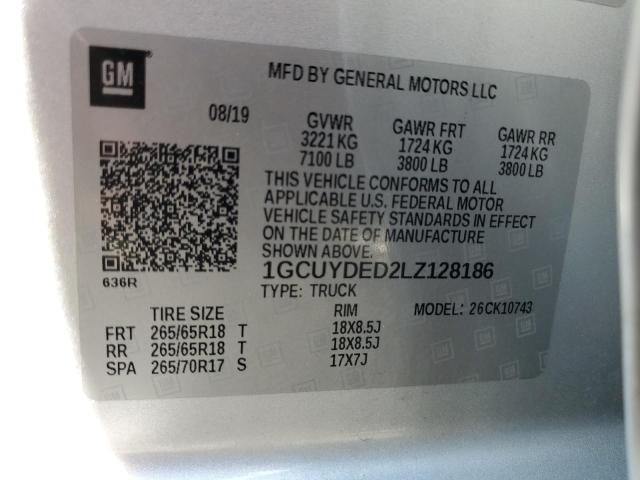 GM
MFD BY GENERAL MOTORS LLC
08/19 GVWR GAWR FRT GAWR RR
3221 KG 1724 KG 1724 KG
7100 LB 3800 LB 3800 LB
THIS VEHICLE CONFORMS TO ALL
APPLICABLE U.S. FEDERAL MOTOR
VEHICLE SAFETY STANDARDS IN EFFECT
ON THE DATE OF MANUFACTURE
SHOWN ABOVE.
1GCUYDED2LZ128186
636R
TYPE: TRUCK MODEL: 26CK10743
TIRE SIZE RIM
FRT 265/65R18 T 18X8.5J
RR 265/65R18 T 18X8.5J
SPA 265/70R17 S 17X7J